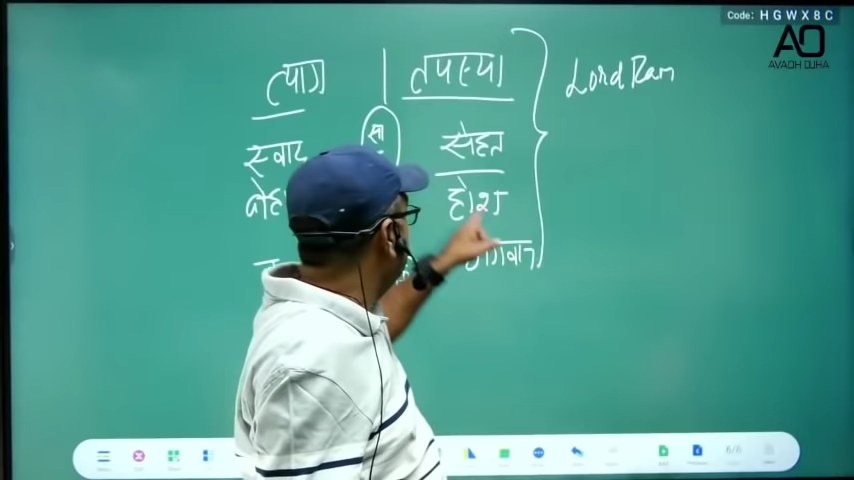 Code: H G W X 8 C
AO
AVADH OJHA
त्याग | तपस्या
Lord Ram
स्वाद सेहत
होश